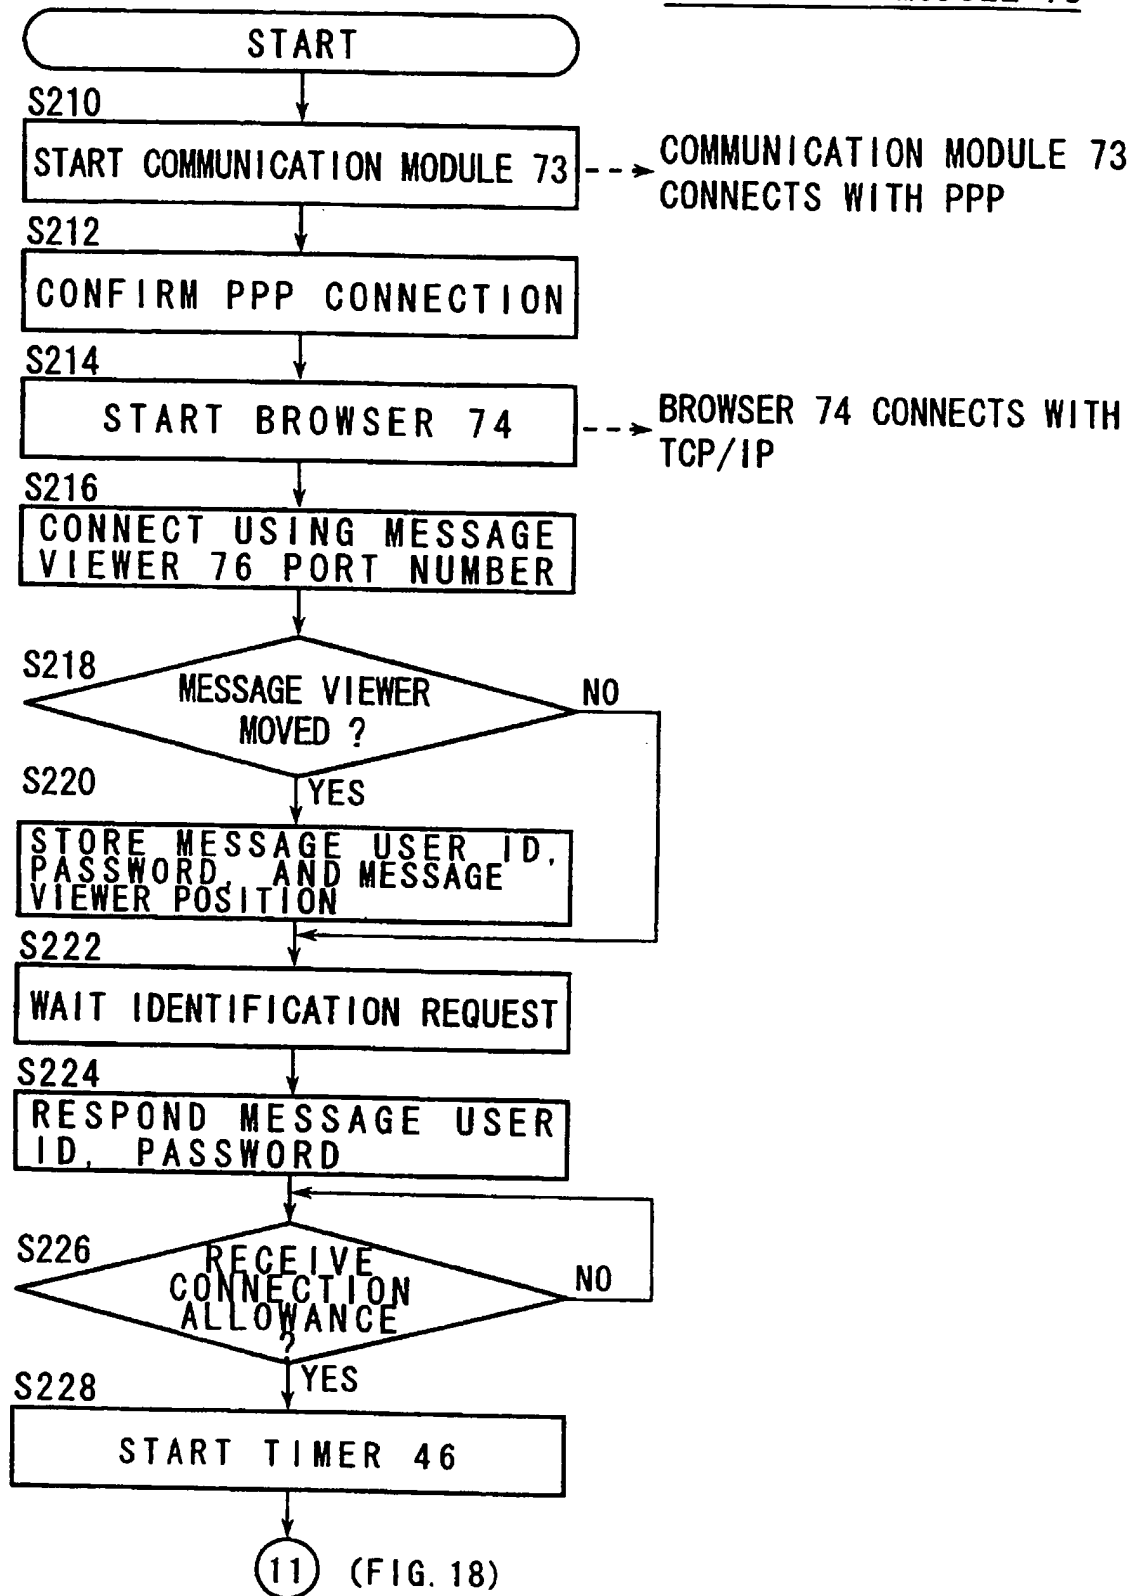 START
S210
START COMMUNICATION MODULE 73
COMMUNICATION MODULE 73
CONNECTS WITH PPP
S212
CONFIRM PPP CONNECTION
S214
START BROWSER 74
BROWSER 74 CONNECTS WITH
TCP/IP
S216
CONNECT USING MESSAGE
VIEWER 76 PORT NUMBER
S218
MESSAGE VIEWER
MOVED ?
NO
YES
S220
STORE MESSAGE USER ID,
PASSWORD, AND MESSAGE
VIEWER POSITION
S222
WAIT IDENTIFICATION REQUEST
S224
RESPOND MESSAGE USER
ID, PASSWORD
S226
RECEIVE
CONNECTION
ALLOWANCE
?
NO
YES
S228
START TIMER 46
11 (FIG. 18)